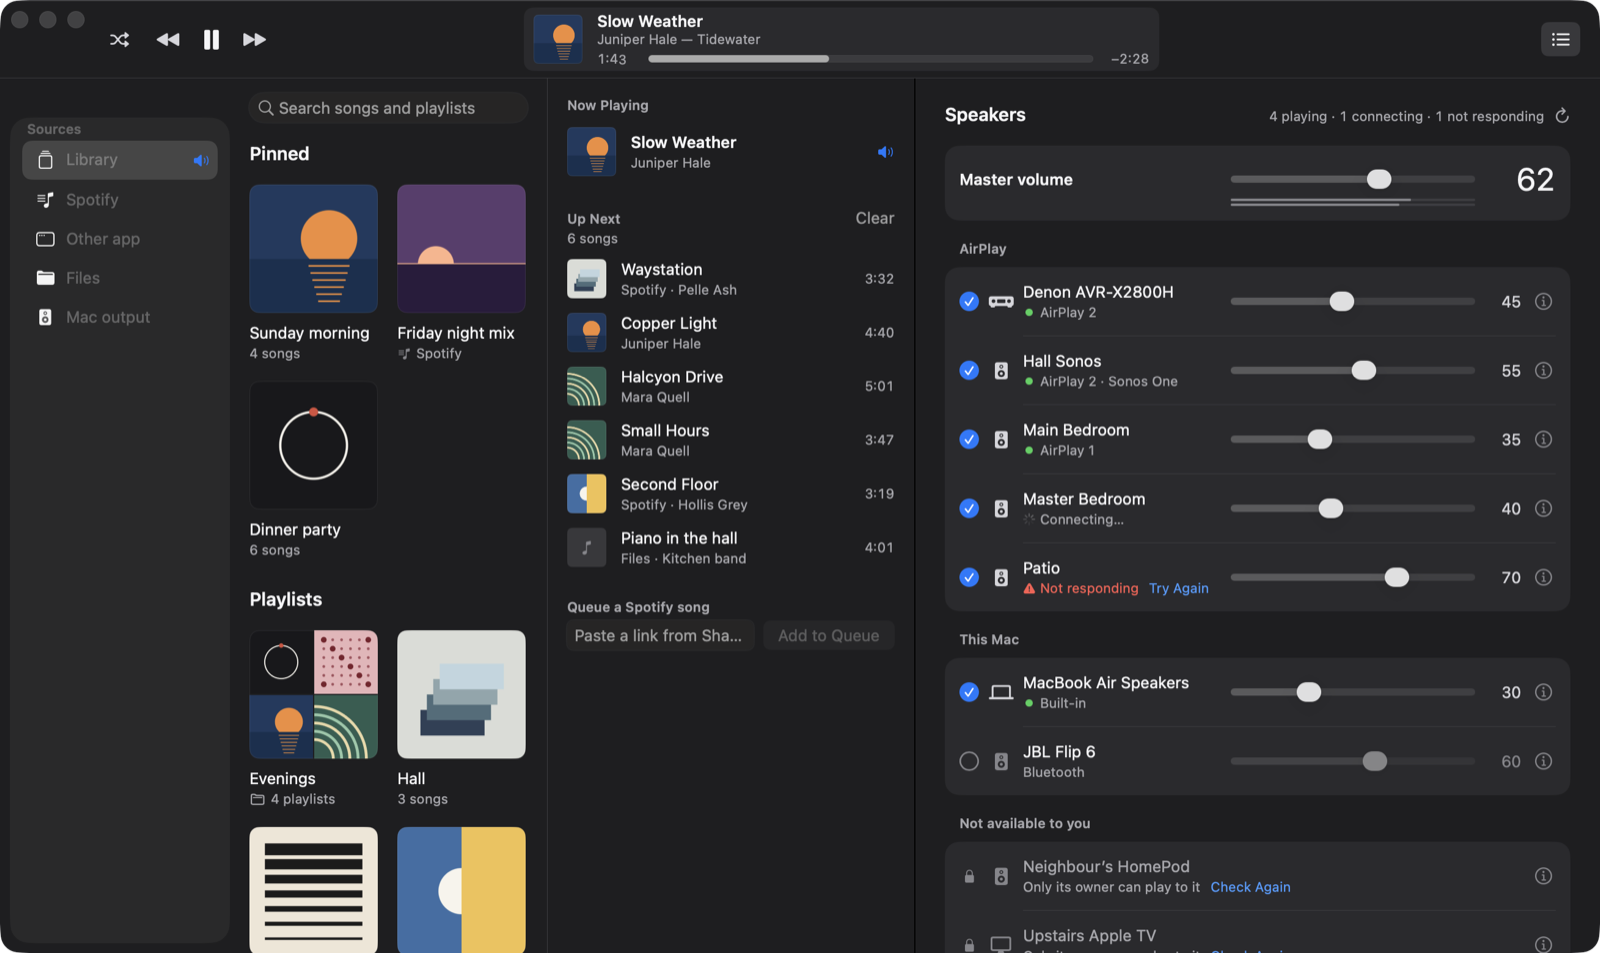 Slow Weather
Juniper Hale — Tidewater
1:43
−2:28
Sources
Library
Spotify
Other app
Files
Mac output
Search songs and playlists
Pinned
Sunday morning
4 songs
Friday night mix
Spotify
Dinner party
6 songs
Playlists
Evenings
4 playlists
Hall
3 songs
Now Playing
Slow Weather
Juniper Hale
Up Next
Clear
6 songs
Waystation
Spotify · Pelle Ash
3:32
Copper Light
Juniper Hale
4:40
Halcyon Drive
Mara Quell
5:01
Small Hours
Mara Quell
3:47
Second Floor
Spotify · Hollis Grey
3:19
Piano in the hall
Files · Kitchen band
4:01
Queue a Spotify song
Paste a link from Sha...
Add to Queue
Speakers
4 playing · 1 connecting · 1 not responding
Master volume
62
AirPlay
Denon AVR-X2800H
AirPlay 2
45
Hall Sonos
AirPlay 2 · Sonos One
55
Main Bedroom
AirPlay 1
35
Master Bedroom
Connecting...
40
Patio
Not responding Try Again
70
This Mac
MacBook Air Speakers
Built-in
30
JBL Flip 6
Bluetooth
60
Not available to you
Neighbour's HomePod
Only its owner can play to it Check Again
Upstairs Apple TV